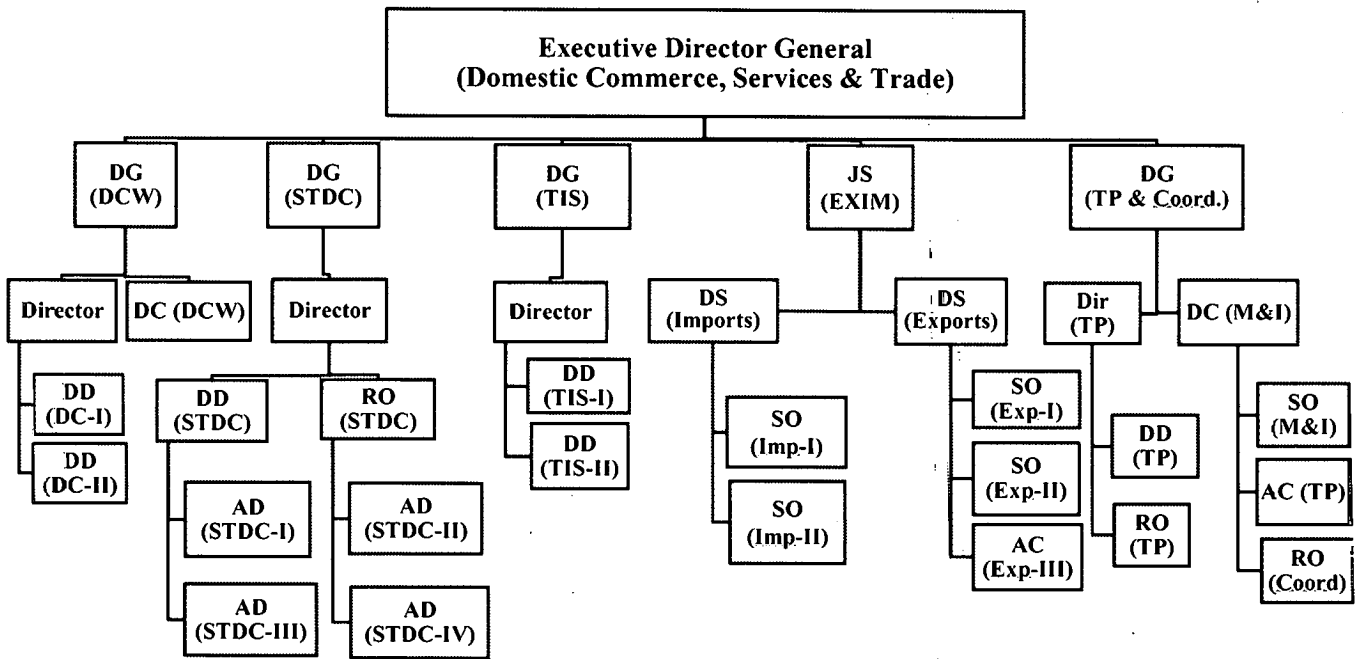 Executive Director General
(Domestic Commerce, Services & Trade)
DG
(DCW)
DG
(STDC)
DG
(TIS)
JS
(EXIM)
DG
(TP & Coord.)
Director
DC (DCW)
Director
Director
DS
(Imports)
DS
(Exports)
Dir
(TP)
DC (M&I)
DD
(DC-I)
DD
(DC-II)
DD
(STDC)
RO
(STDC)
AD
(STDC-I)
AD
(STDC-II)
AD
(STDC-III)
AD
(STDC-IV)
DD
(TIS-I)
DD
(TIS-II)
SO
(Imp-I)
SO
(Imp-II)
SO
(Exp-I)
SO
(Exp-II)
AC
(Exp-III)
DD
(TP)
RO
(TP)
SO
(M&I)
AC (TP)
RO
(Coord)